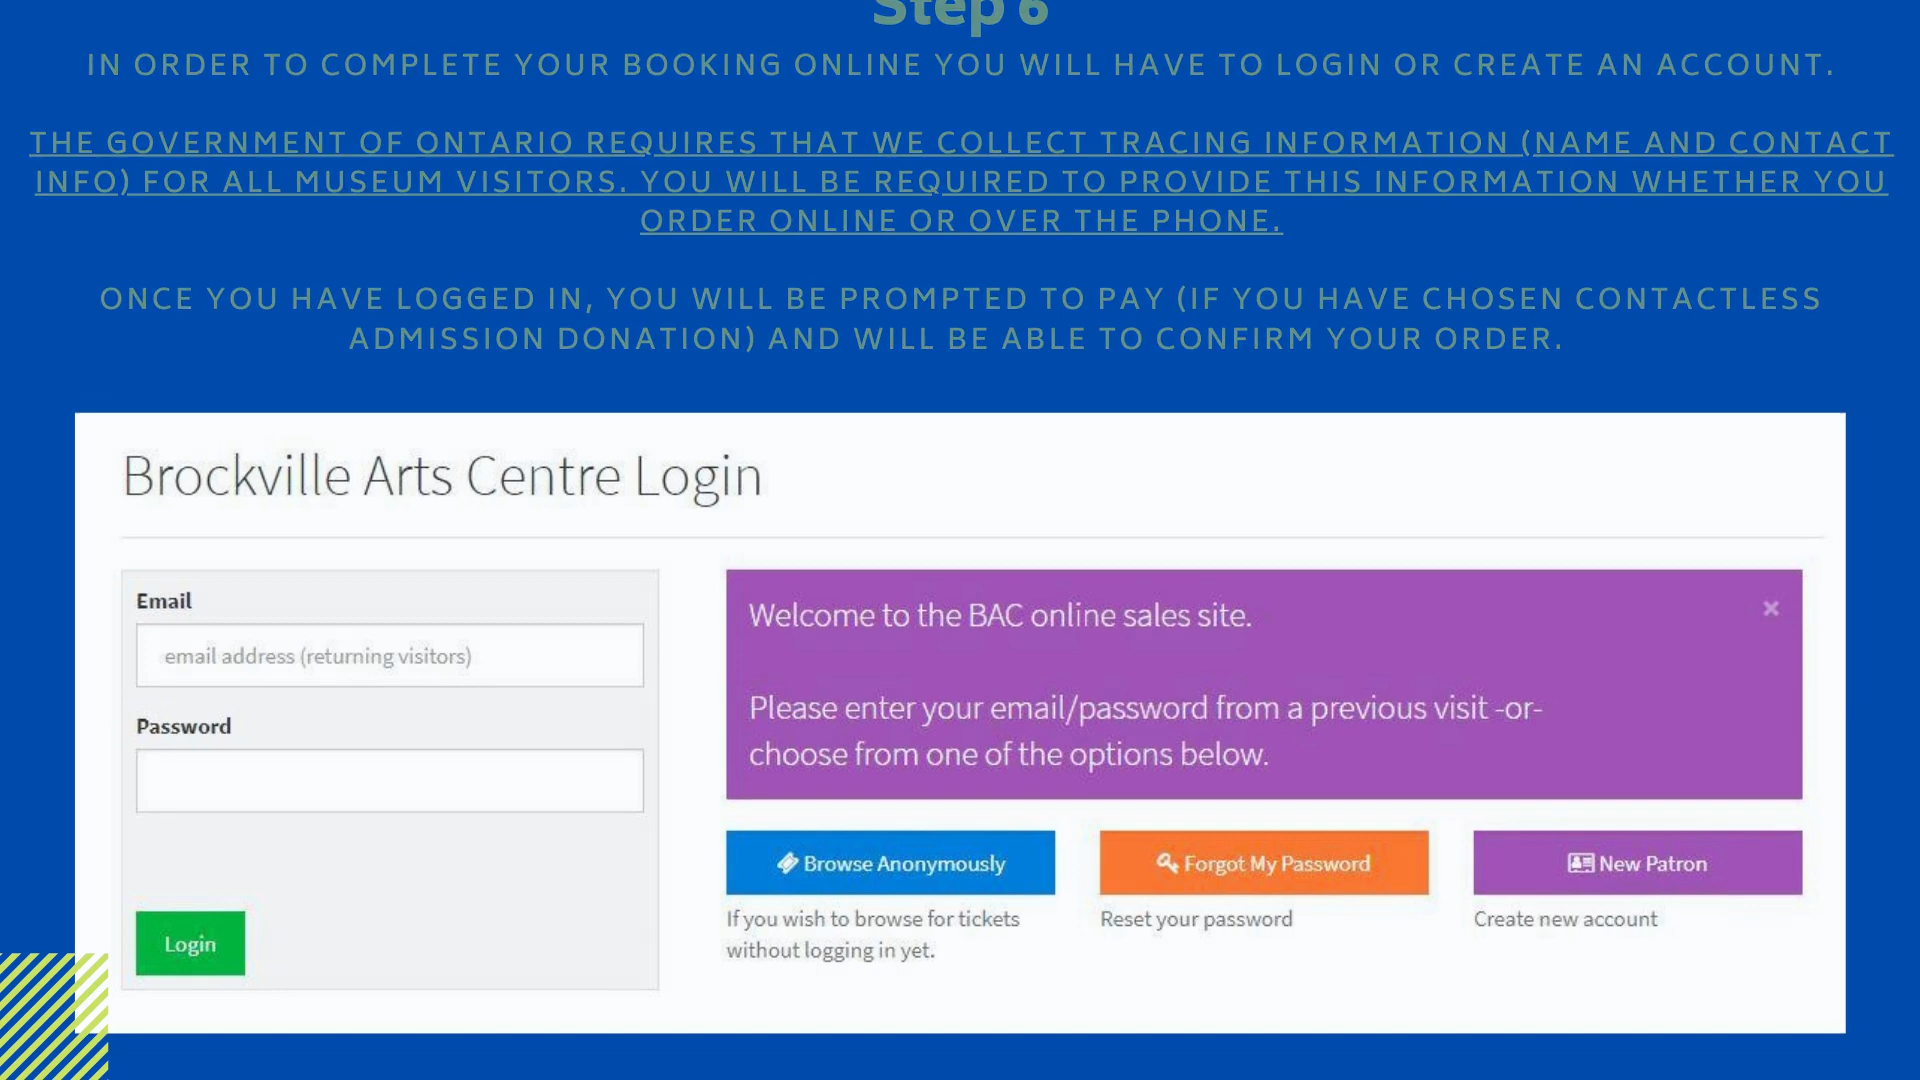 Step 6
IN ORDER TO COMPLETE YOUR BOOKING ONLINE YOU WILL HAVE TO LOGIN OR CREATE AN ACCOUNT.
THE GOVERNMENT OF ONTARIO REQUIRES THAT WE COLLECT TRACING INFORMATION (NAME AND CONTACT
INFO) FOR ALL MUSEUM VISITORS. YOU WILL BE REQUIRED TO PROVIDE THIS INFORMATION WHETHER YOU
ORDER ONLINE OR OVER THE PHONE.
ONCE YOU HAVE LOGGED IN, YOU WILL BE PROMPTED TO PAY (IF YOU HAVE CHOSEN CONTACTLESS
ADMISSION DONATION) AND WILL BE ABLE TO CONFIRM YOUR ORDER.
Brockville Arts Centre Login
Email
email address (returning visitors)
Password
Login
Welcome to the BAC online sales site.
Please enter your email/password from a previous visit -or-
choose from one of the options below.
Browse Anonymously
If you wish to browse for tickets
without logging in yet.
Forgot My Password
Reset your password
New Patron
Create new account